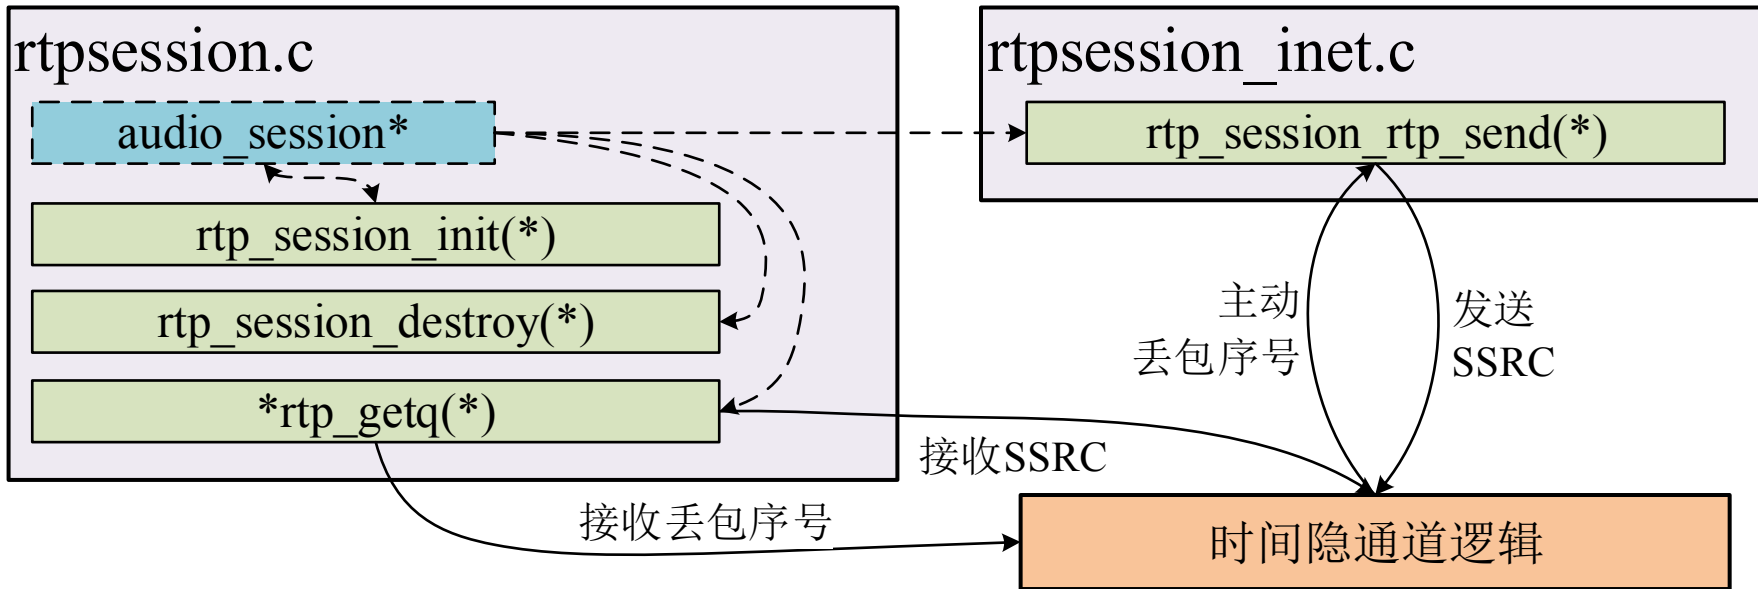 rtpsession.c
audio_session*
rtp_session_init(*)
rtp_session_destroy(*)
*rtp_getq(*)
rtpsession_inet.c
rtp_session_rtp_send(*)
主动
丢包序号
发送
SSRC
接收SSRC
接收丢包序号
时间隐通道逻辑